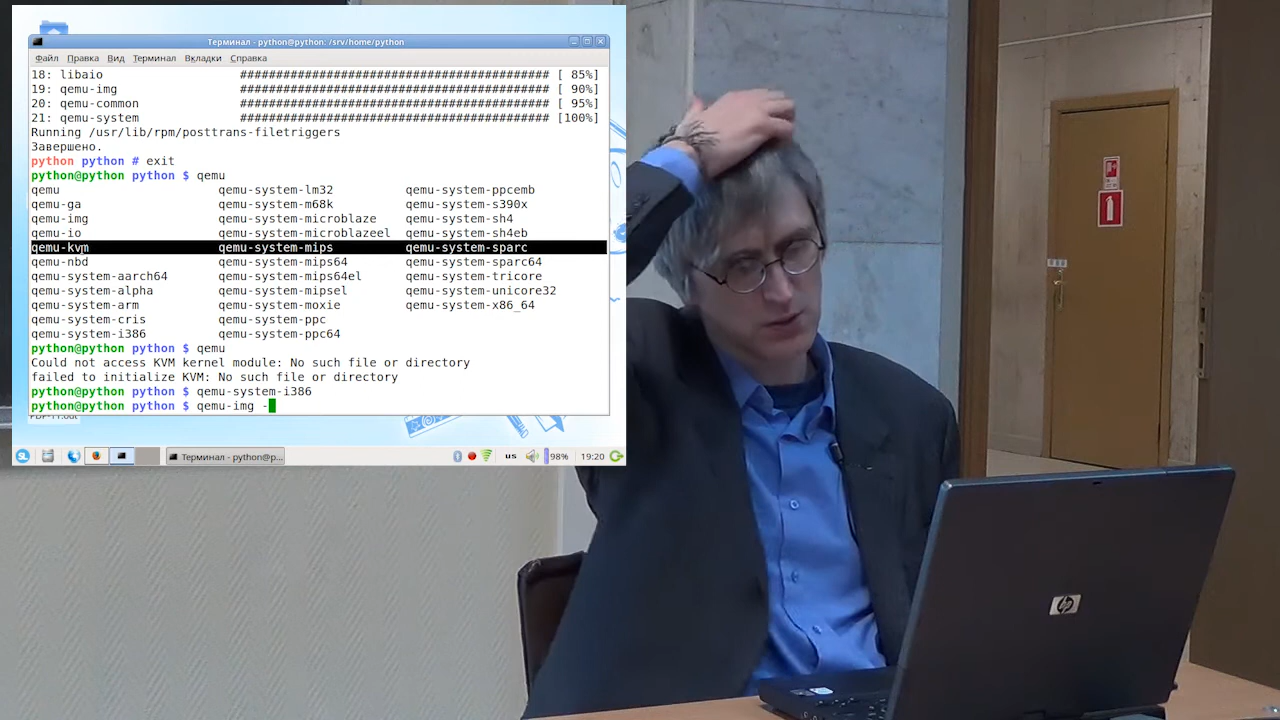 Терминал - python@python: /srv/home/python
Файл Правка Вид Терминал Вкладки Справка
18: libaio ########################################### [ 85%]
19: qemu-img ########################################### [ 90%]
20: qemu-common ########################################### [ 95%]
21: qemu-system ########################################### [100%]
Running /usr/lib/rpm/posttrans-filetriggers
Завершено.
python python # exit
python@python python $ qemu
qemu qemu-system-lm32 qemu-system-ppcemb
qemu-ga qemu-system-m68k qemu-system-s390x
qemu-img qemu-system-microblaze qemu-system-sh4
qemu-io qemu-system-microblazeel qemu-system-sh4eb
qemu-kvm qemu-system-mips qemu-system-sparc
qemu-nbd qemu-system-mips64 qemu-system-sparc64
qemu-system-aarch64 qemu-system-mips64el qemu-system-tricore
qemu-system-alpha qemu-system-mipsel qemu-system-unicore32
qemu-system-arm qemu-system-moxie qemu-system-x86_64
qemu-system-cris qemu-system-ppc
qemu-system-i386 qemu-system-ppc64
python@python python $ qemu
Could not access KVM kernel module: No such file or directory
failed to initialize KVM: No such file or directory
python@python python $ qemu-system-i386
python@python python $ qemu-img -
Терминал - python@p...
us
98%
19:20
hp